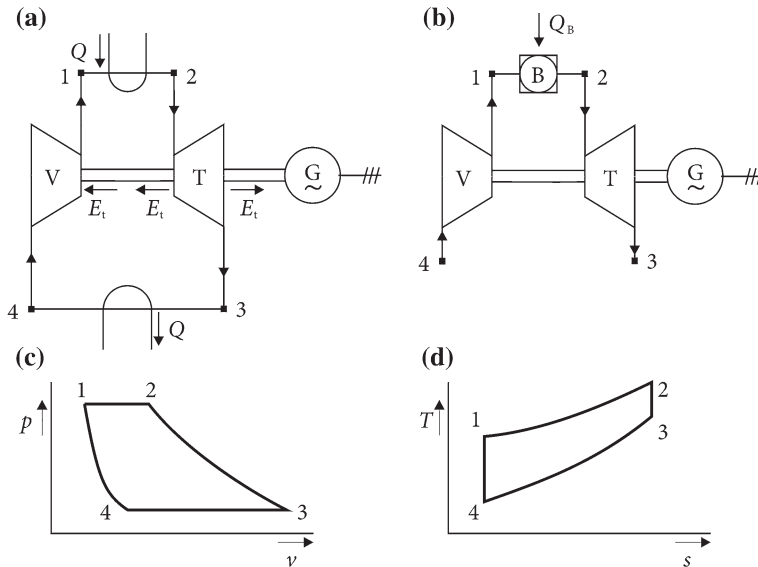 (a)
Q
1 2
V T G
~
E_t E_t E_t
4 3
Q
(b)
Q_B
1 B 2
V T G
~
4 3
(c)
1 2
p
4 3
v
(d)
2
T
1 3
4
s